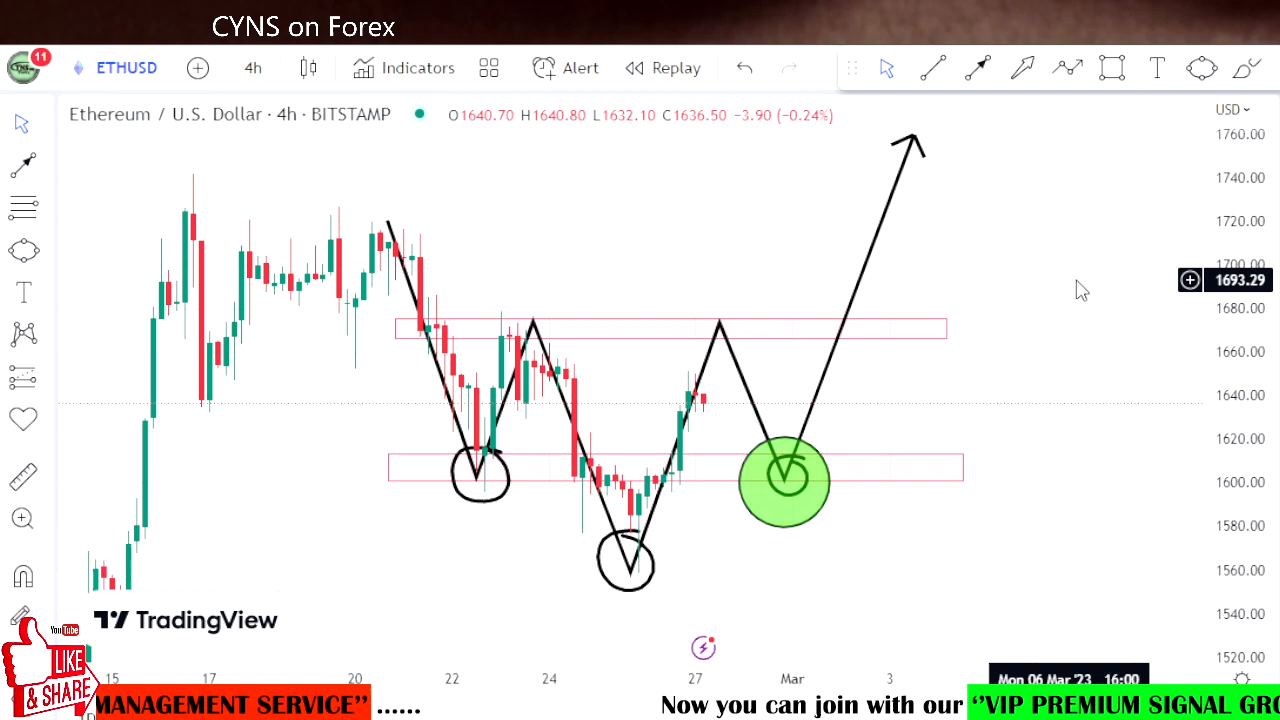 CYNS on Forex
11
ETHUSD
4h
Indicators
Alert
Replay
Ethereum / U.S. Dollar · 4h · BITSTAMP
O1640.70 H1640.80 L1632.10 C1636.50 −3.90 (−0.24%)
USD
1760.00
1740.00
1720.00
1700.00
1693.29
1680.00
1660.00
1640.00
1620.00
1600.00
1580.00
1560.00
1540.00
1520.00
TradingView
15
17
20
22
24
27
Mar
3
Mon 06 Mar '23 16:00
YouTube
LIKE
& SHARE
MANAGEMENT SERVICE” ......
Now you can join with our “VIP PREMIUM SIGNAL GRO